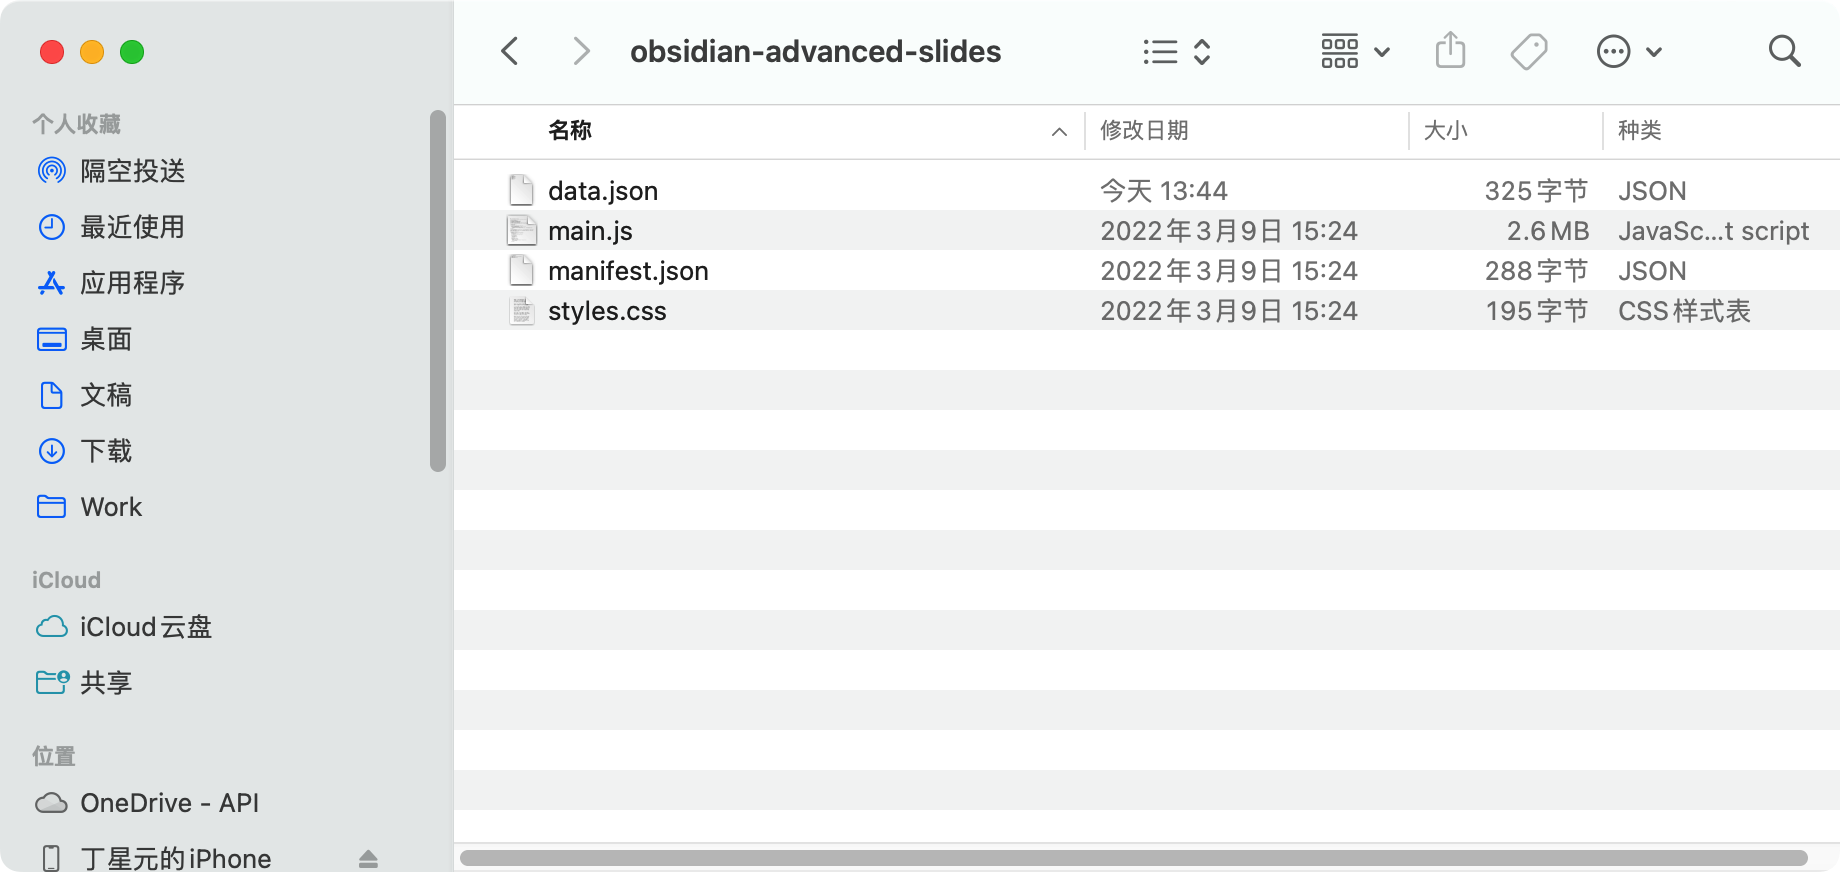 obsidian-advanced-slides
个人收藏
隔空投送
最近使用
应用程序
桌面
文稿
下载
Work
iCloud
iCloud云盘
共享
位置
OneDrive - API
丁星元的iPhone
名称 修改日期 大小 种类
data.json 今天 13:44 325字节 JSON
main.js 2022年3月9日 15:24 2.6 MB JavaSc...t script
manifest.json 2022年3月9日 15:24 288字节 JSON
styles.css 2022年3月9日 15:24 195字节 CSS样式表